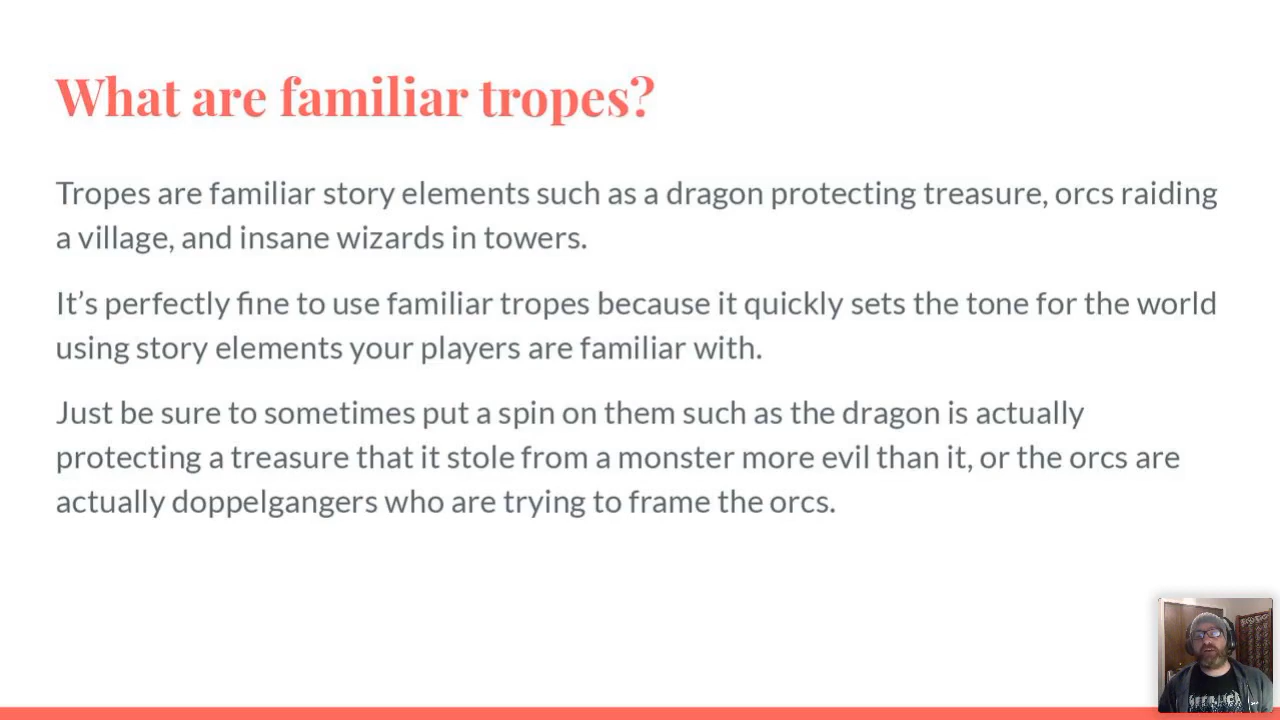 What are familiar tropes?
Tropes are familiar story elements such as a dragon protecting treasure, orcs raiding
a village, and insane wizards in towers.
It’s perfectly fine to use familiar tropes because it quickly sets the tone for the world
using story elements your players are familiar with.
Just be sure to sometimes put a spin on them such as the dragon is actually
protecting a treasure that it stole from a monster more evil than it, or the orcs are
actually doppelgangers who are trying to frame the orcs.